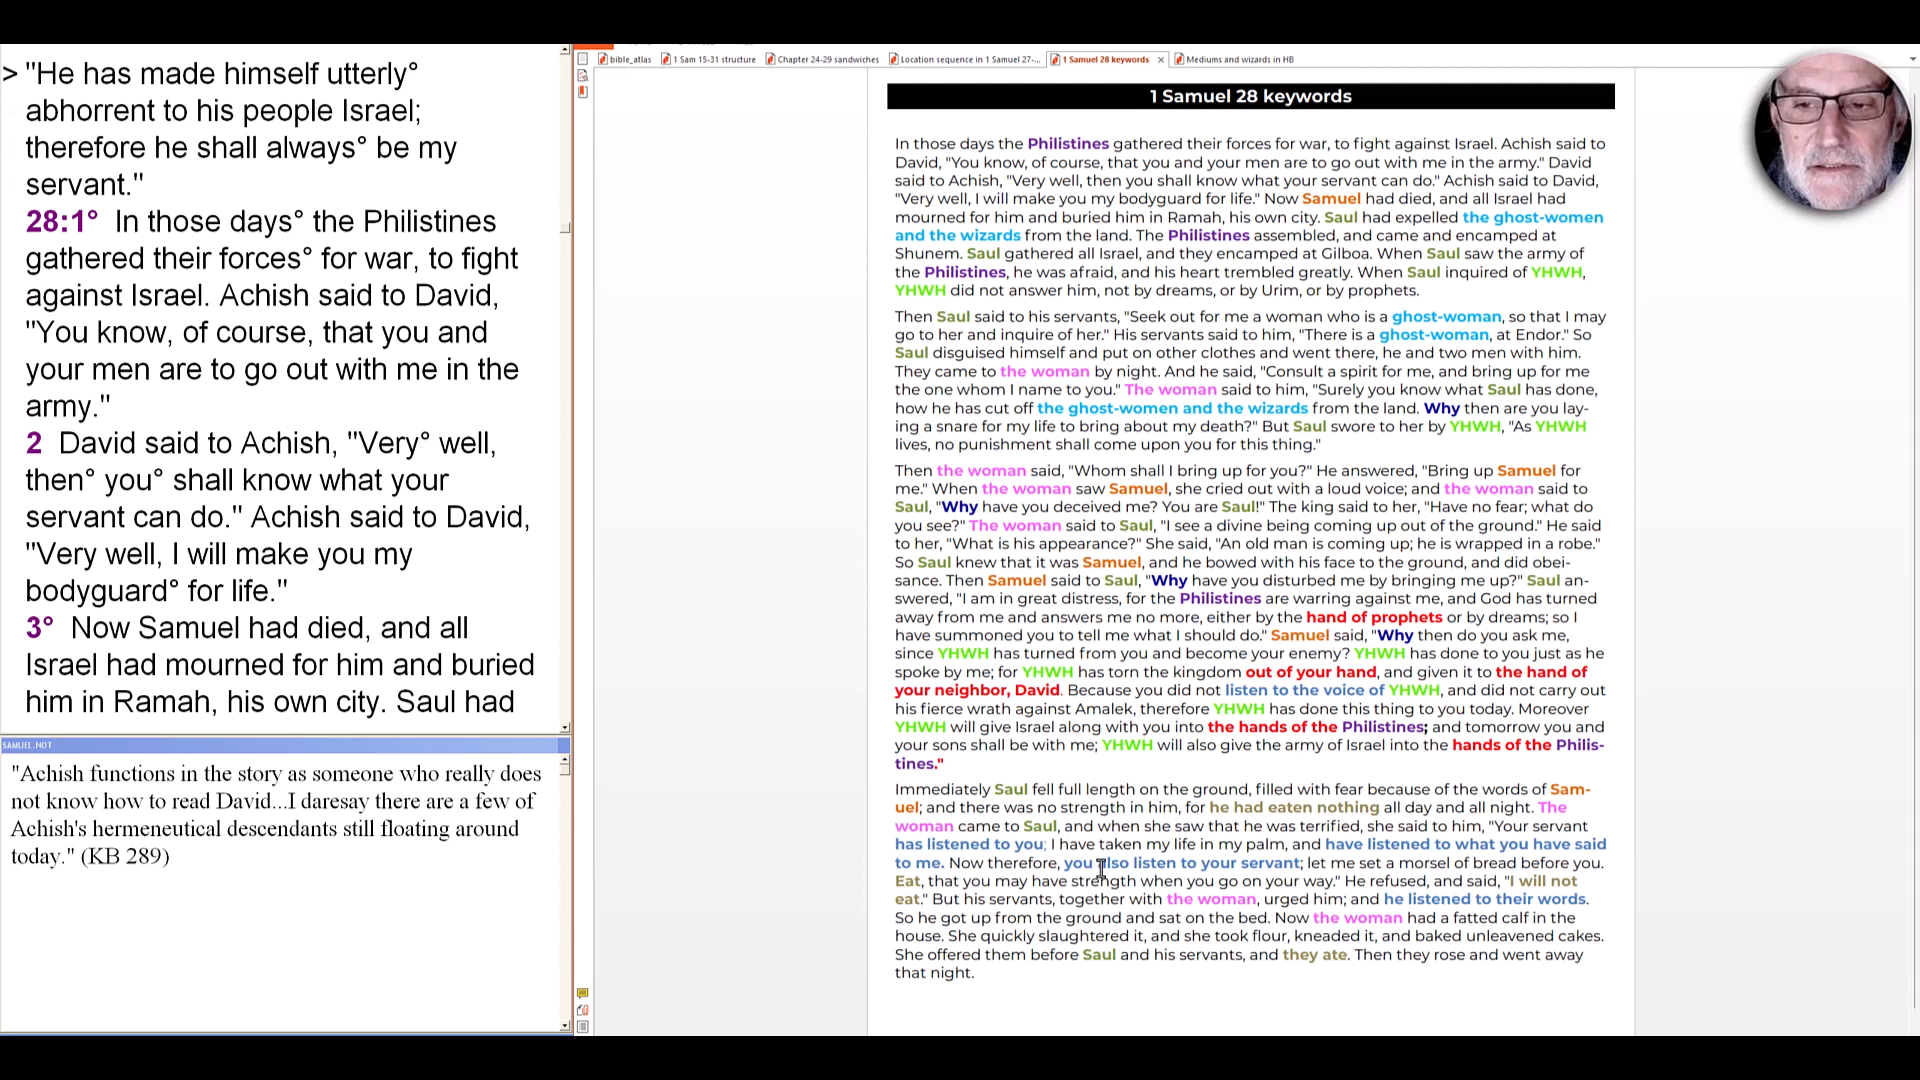 > "He has made himself utterly°
abhorrent to his people Israel;
therefore he shall always° be my
servant."
28:1° In those days° the Philistines
gathered their forces° for war, to fight
against Israel. Achish said to David,
"You know, of course, that you and
your men are to go out with me in the
army."
2 David said to Achish, "Very° well,
then° you° shall know what your
servant can do." Achish said to David,
"Very well, I will make you my
bodyguard° for life."
3° Now Samuel had died, and all
Israel had mourned for him and buried
him in Ramah, his own city. Saul had
SAMUEL.NOT
"Achish functions in the story as someone who really does
not know how to read David...I daresay there are a few of
Achish's hermeneutical descendants still floating around
today." (KB 289)
bible_atlas
1 Sam 15-31 structure
Chapter 24-29 sandwiches
Location sequence in 1 Samuel 27-...
1 Samuel 28 keywords
Mediums and wizards in HB
1 Samuel 28 keywords
In those days the Philistines gathered their forces for war, to fight against Israel. Achish said to
David, "You know, of course, that you and your men are to go out with me in the army." David
said to Achish, "Very well, then you shall know what your servant can do." Achish said to David,
"Very well, I will make you my bodyguard for life." Now Samuel had died, and all Israel had
mourned for him and buried him in Ramah, his own city. Saul had expelled the ghost-women
and the wizards from the land. The Philistines assembled, and came and encamped at
Shunem. Saul gathered all Israel, and they encamped at Gilboa. When Saul saw the army of
the Philistines, he was afraid, and his heart trembled greatly. When Saul inquired of YHWH,
YHWH did not answer him, not by dreams, or by Urim, or by prophets.
Then Saul said to his servants, "Seek out for me a woman who is a ghost-woman, so that I may
go to her and inquire of her." His servants said to him, "There is a ghost-woman, at Endor." So
Saul disguised himself and put on other clothes and went there, he and two men with him.
They came to the woman by night. And he said, "Consult a spirit for me, and bring up for me
the one whom I name to you." The woman said to him, "Surely you know what Saul has done,
how he has cut off the ghost-women and the wizards from the land. Why then are you lay-
ing a snare for my life to bring about my death?" But Saul swore to her by YHWH, "As YHWH
lives, no punishment shall come upon you for this thing."
Then the woman said, "Whom shall I bring up for you?" He answered, "Bring up Samuel for
me." When the woman saw Samuel, she cried out with a loud voice; and the woman said to
Saul, "Why have you deceived me? You are Saul!" The king said to her, "Have no fear; what do
you see?" The woman said to Saul, "I see a divine being coming up out of the ground." He said
to her, "What is his appearance?" She said, "An old man is coming up; he is wrapped in a robe."
So Saul knew that it was Samuel, and he bowed with his face to the ground, and did obei-
sance. Then Samuel said to Saul, "Why have you disturbed me by bringing me up?" Saul an-
swered, "I am in great distress, for the Philistines are warring against me, and God has turned
away from me and answers me no more, either by the hand of prophets or by dreams; so I
have summoned you to tell me what I should do." Samuel said, "Why then do you ask me,
since YHWH has turned from you and become your enemy? YHWH has done to you just as he
spoke by me; for YHWH has torn the kingdom out of your hand, and given it to the hand of
your neighbor, David. Because you did not listen to the voice of YHWH, and did not carry out
his fierce wrath against Amalek, therefore YHWH has done this thing to you today. Moreover
YHWH will give Israel along with you into the hands of the Philistines; and tomorrow you and
your sons shall be with me; YHWH will also give the army of Israel into the hands of the Philis-
tines."
Immediately Saul fell full length on the ground, filled with fear because of the words of Sam-
uel; and there was no strength in him, for he had eaten nothing all day and all night. The
woman came to Saul, and when she saw that he was terrified, she said to him, "Your servant
has listened to you; I have taken my life in my palm, and have listened to what you have said
to me. Now therefore, you also listen to your servant; let me set a morsel of bread before you.
Eat, that you may have strength when you go on your way." He refused, and said, "I will not
eat." But his servants, together with the woman, urged him; and he listened to their words.
So he got up from the ground and sat on the bed. Now the woman had a fatted calf in the
house. She quickly slaughtered it, and she took flour, kneaded it, and baked unleavened cakes.
She offered them before Saul and his servants, and they ate. Then they rose and went away
that night.